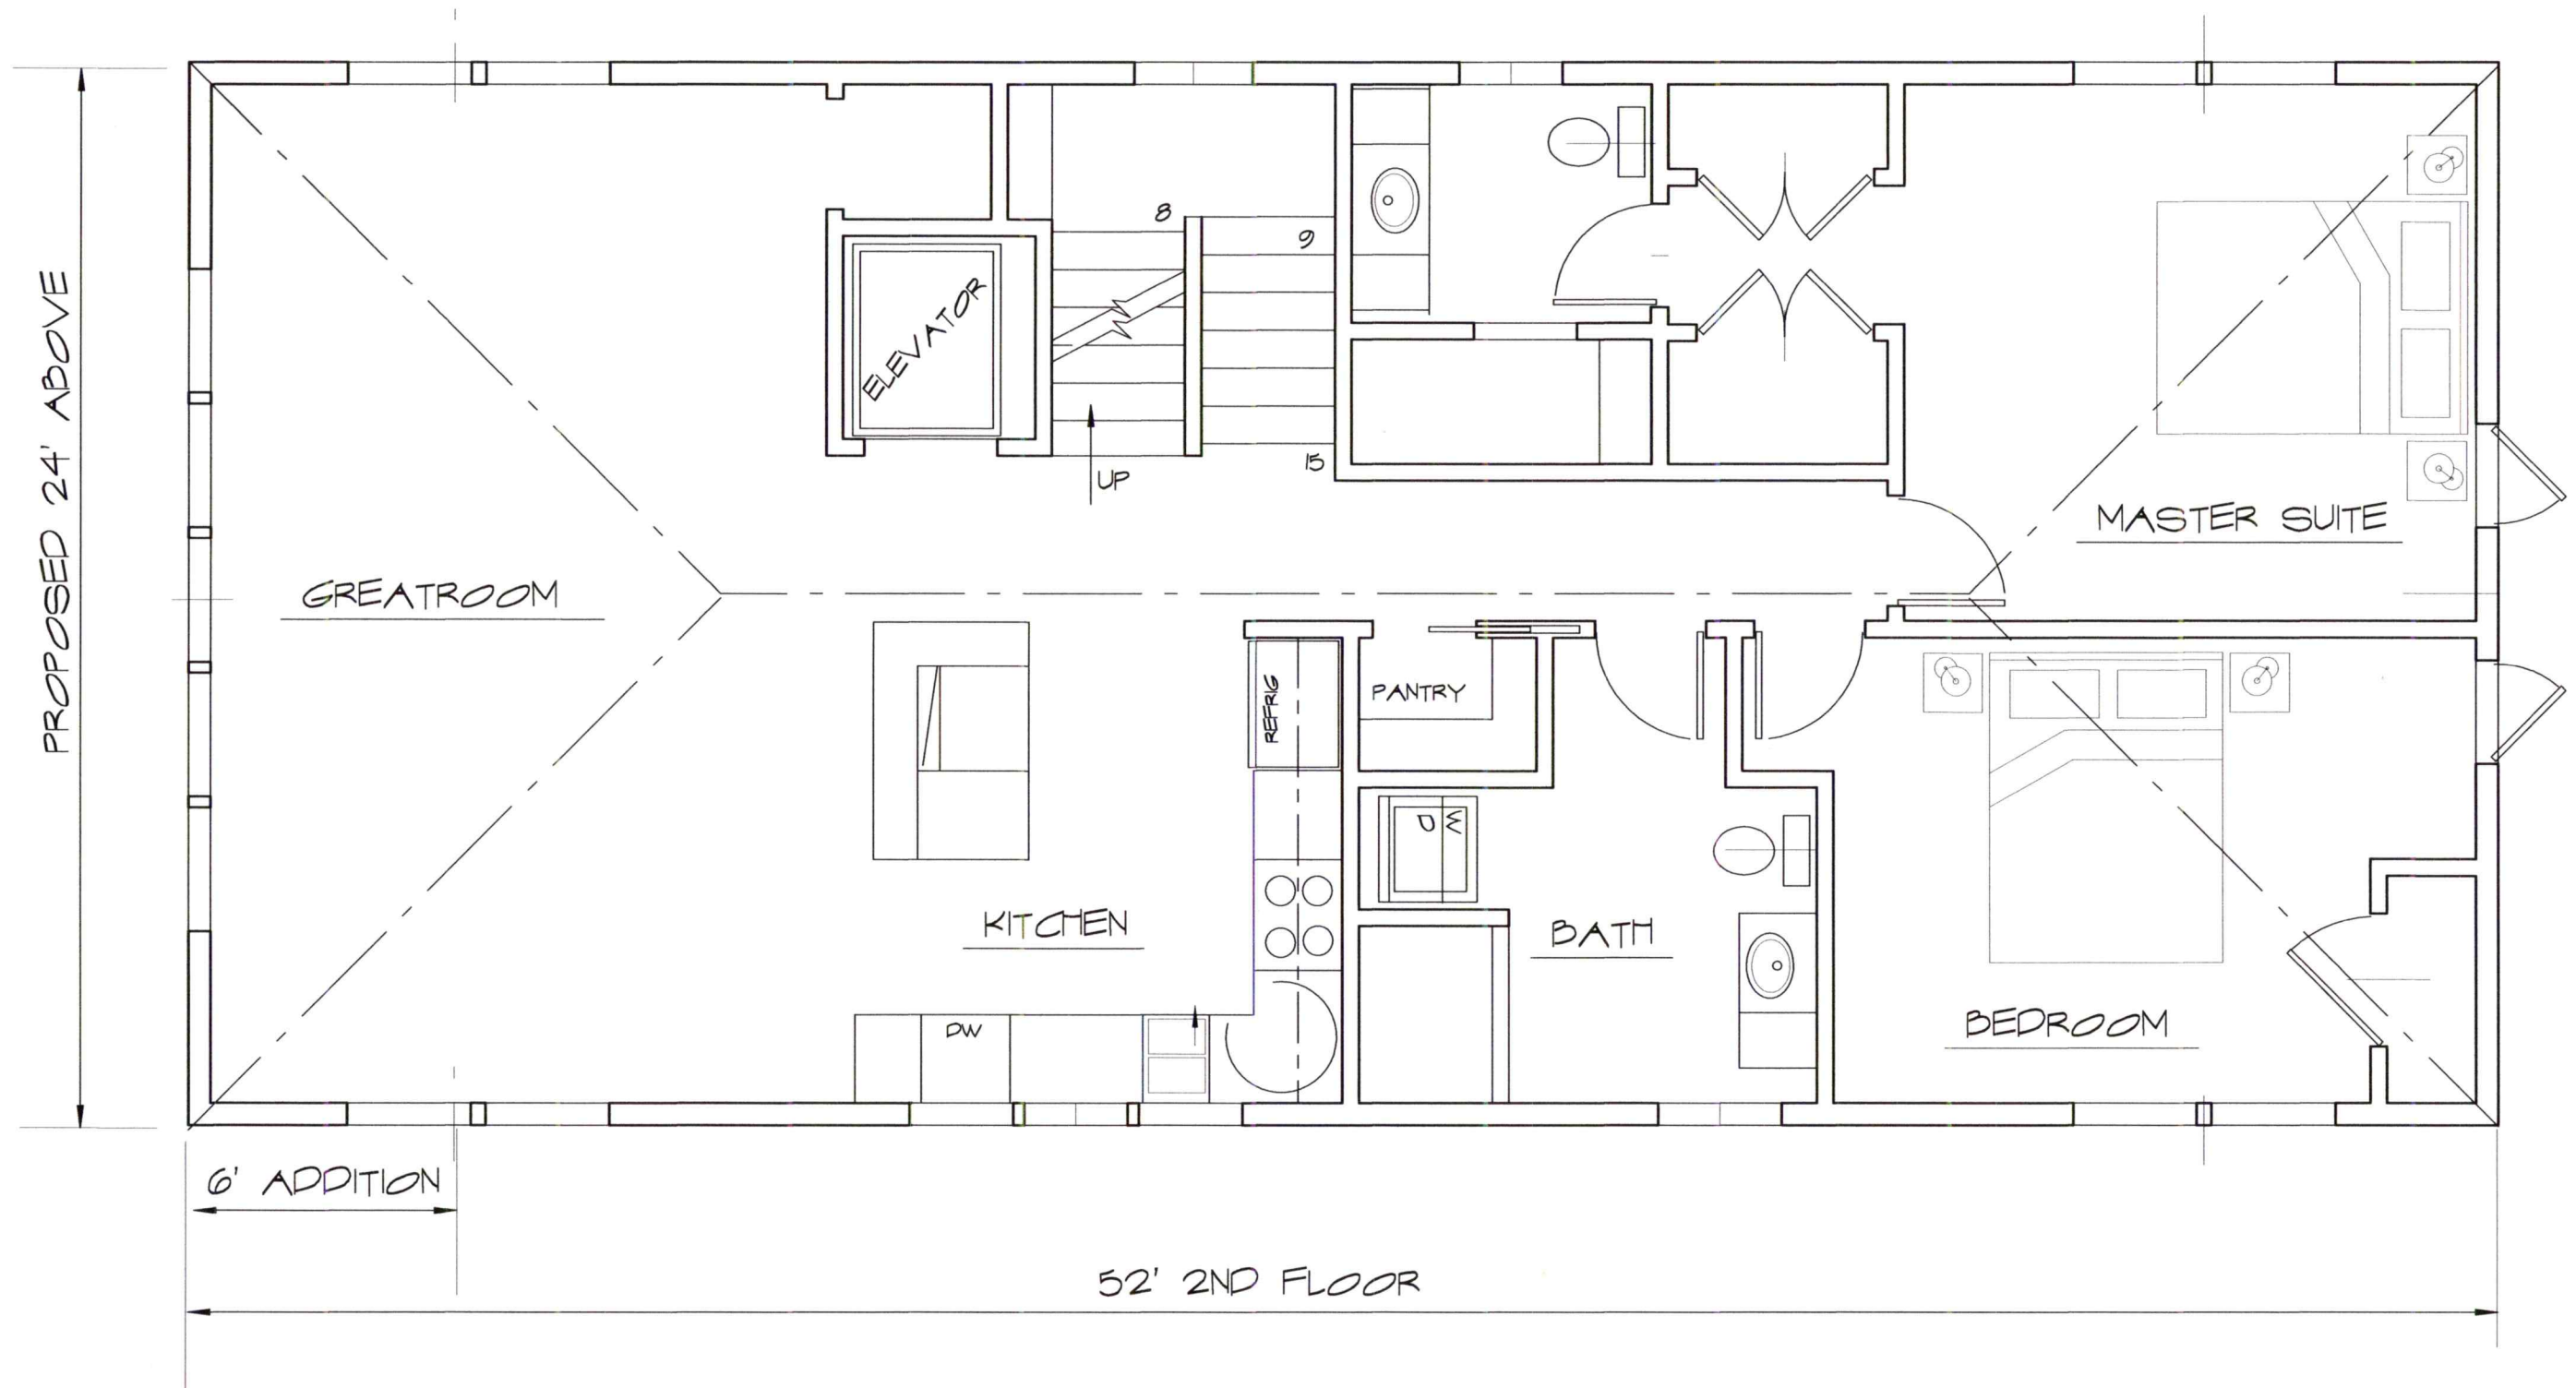 8
9
ELEVATOR
15
UP
MASTER SUITE
PROPOSSED 24' ABOVE
GREATROOM
REFRIG
PANTRY
D W
KITCHEN
BATH
DW
BEDROOM
6' ADDITION
52' 2ND FLOOR